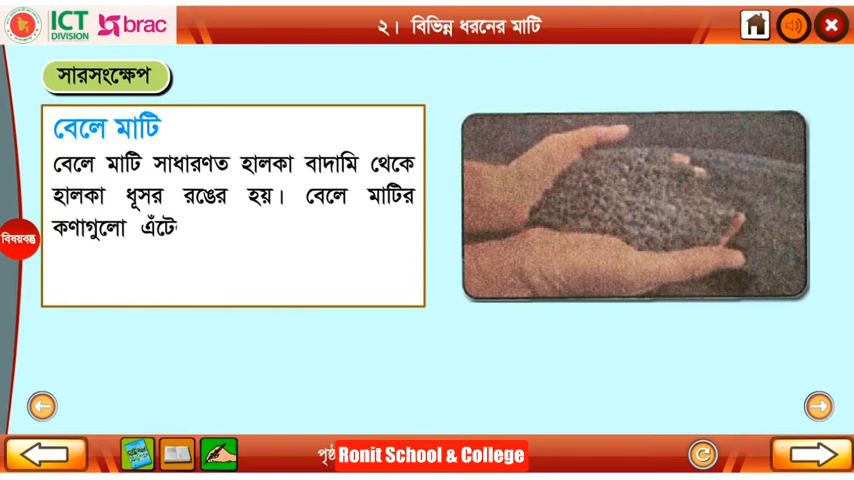 ICT
DIVISION
brac
২। বিভিন্ন ধরনের মাটি
সারসংক্ষেপ
বেলে মাটি
বেলে মাটি সাধারণত হালকা বাদামি থেকে
হালকা ধূসর রঙের হয়। বেলে মাটির
কণাগুলো এঁটে
বিষয়বস্তু
Ronit School & College